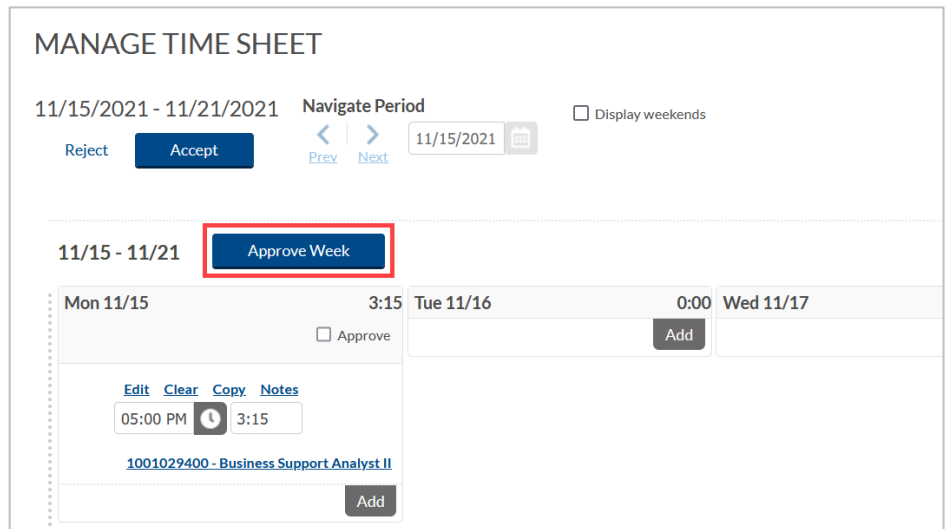 MANAGE TIME SHEET
11/15/2021 - 11/21/2021 Navigate Period
Display weekends
Reject Accept Prev Next 11/15/2021
11/15 - 11/21 Approve Week
Mon 11/15 3:15 Tue 11/16 0:00 Wed 11/17
Approve Add
Edit Clear Copy Notes
05:00 PM 3:15
1001029400 - Business Support Analyst II
Add